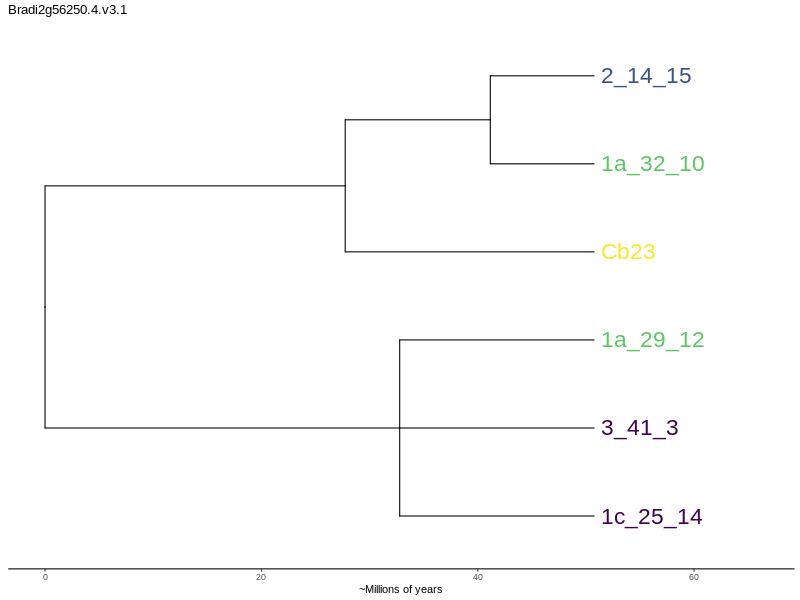 Bradi2g56250.4.v3.1
2_14_15
1a_32_10
Cb23
1a_29_12
3_41_3
1c_25_14
0 20 40 60
~Millions of years